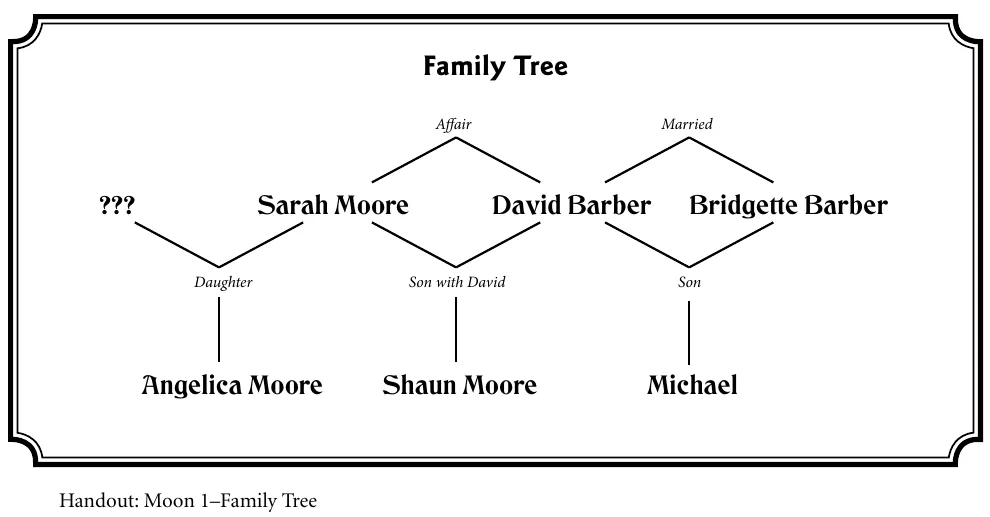 Family Tree
Affair
Married
???
Sarah Moore
David Barber
Bridgette Barber
Daughter
Son with David
Son
Angelica Moore
Shaun Moore
Michael
Handout: Moon 1–Family Tree